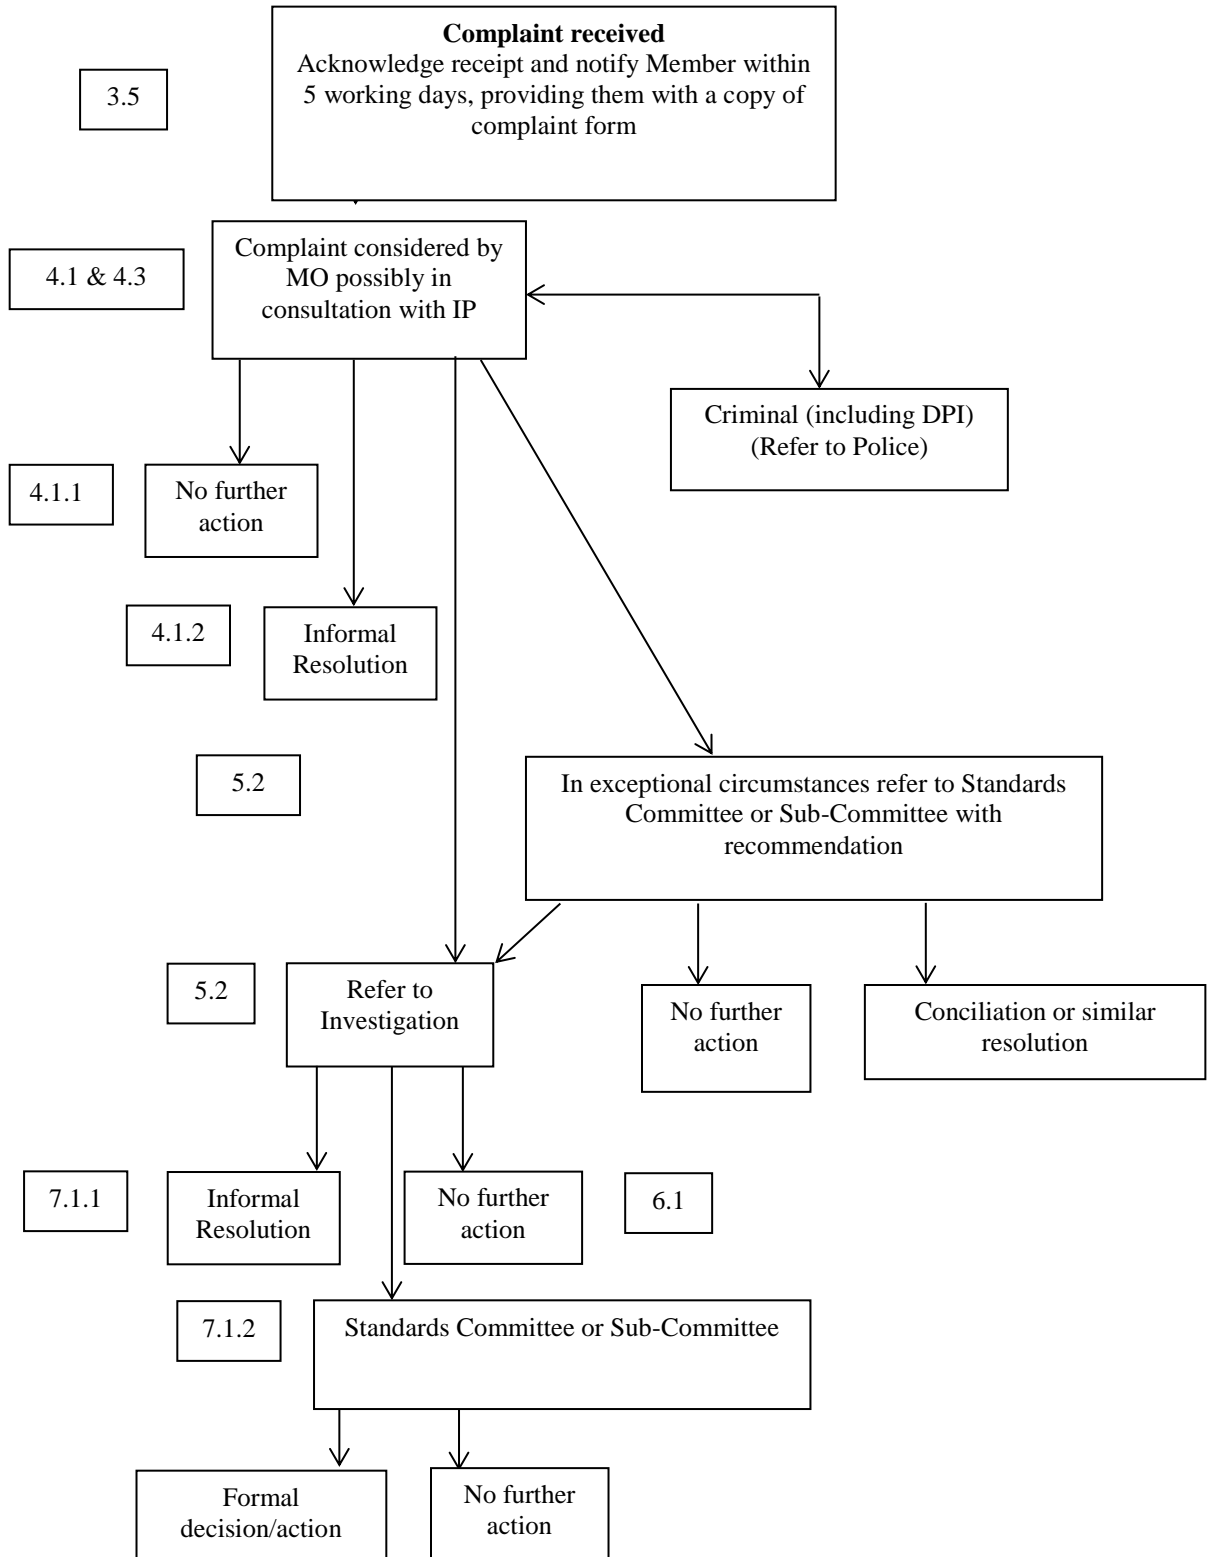 Complaint received
Acknowledge receipt and notify Member within
5 working days, providing them with a copy of
complaint form
3.5
Complaint considered by
MO possibly in
consultation with IP
4.1 & 4.3
Criminal (including DPI)
(Refer to Police)
4.1.1
No further
action
4.1.2
Informal
Resolution
5.2
In exceptional circumstances refer to Standards
Committee or Sub-Committee with
recommendation
5.2
Refer to
Investigation
No further
action
Conciliation or similar
resolution
7.1.1
Informal
Resolution
No further
action
6.1
7.1.2
Standards Committee or Sub-Committee
Formal
decision/action
No further
action